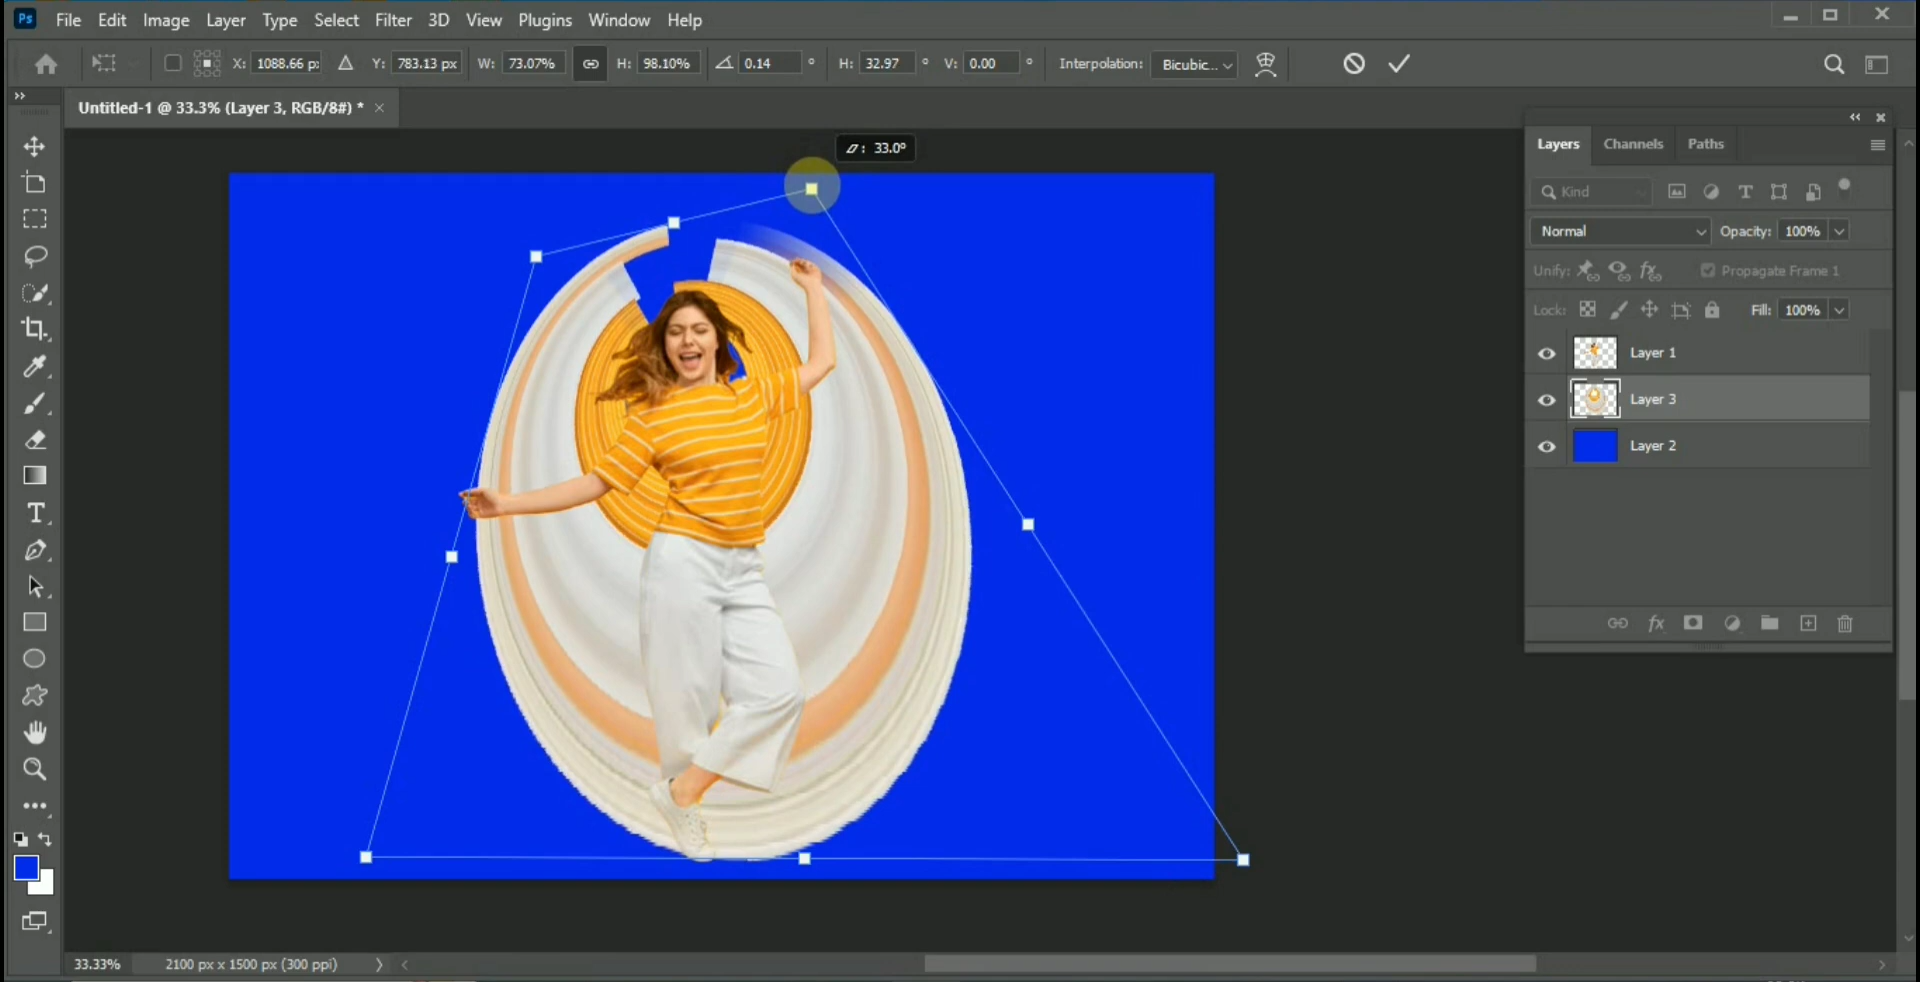 Ps File Edit Image Layer Type Select Filter 3D View Plugins Window Help
X: 1088.66 p: Y: 783.13 px W: 73.07% H: 98.10% 0.14 ° H: 32.97 ° V: 0.00 ° Interpolation: Bicubic...
Untitled-1 @ 33.3% (Layer 3, RGB/8#) * ×
: 33.0°
Layers Channels Paths
Kind
Normal Opacity: 100%
Unify: Propagate Frame 1
Lock: Fill: 100%
Layer 1
Layer 3
Layer 2
33.33% 2100 px x 1500 px (300 ppi)